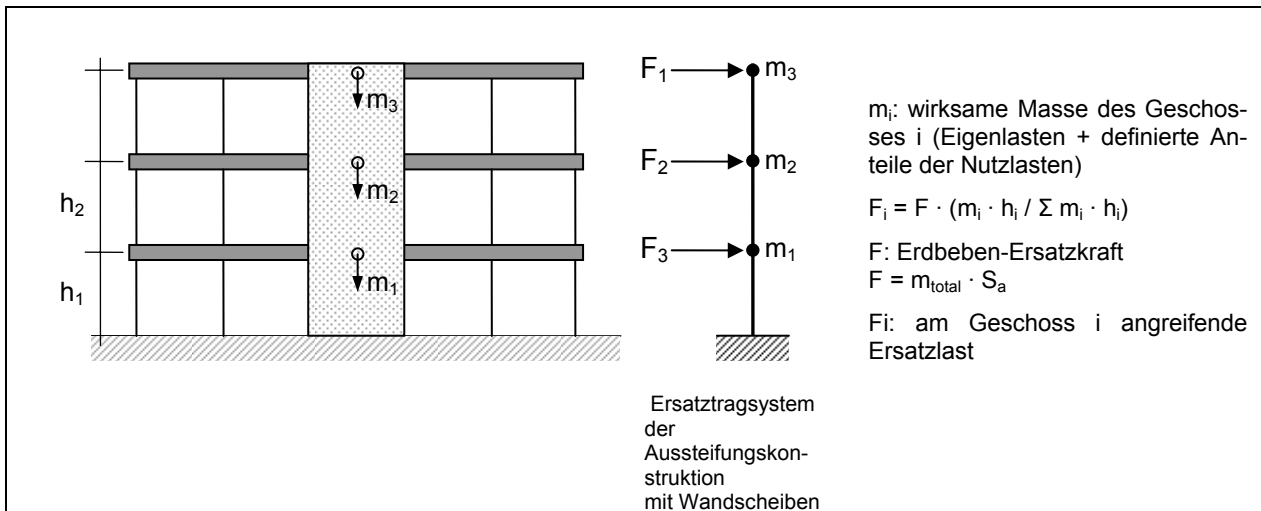 m₃
m₂
m₁
h₂
h₁
F₁
m₃
F₂
m₂
F₃
m₁
Ersatztragsystem
der
Aussteifungskon-
struktion
mit Wandscheiben
mᵢ: wirksame Masse des Geschos-
ses i (Eigenlasten + definierte An-
teile der Nutzlasten)
Fᵢ = F · (mᵢ · hᵢ / Σ mᵢ · hᵢ)
F: Erdbeben-Ersatzkraft
F = m_total · Sₐ
Fi: am Geschoss i angreifende
Ersatzlast